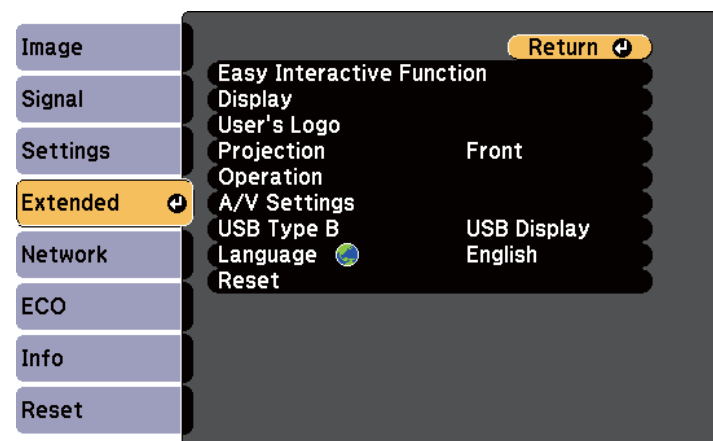 Image
Signal
Settings
Extended
Network
ECO
Info
Reset
Return
Easy Interactive Function
Display
User's Logo
Projection Front
Operation
A/V Settings
USB Type B USB Display
Language English
Reset